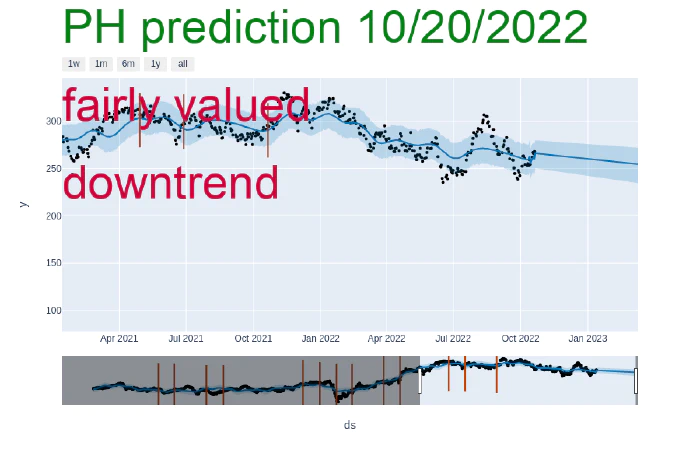 PH prediction 10/20/2022
1w 1m 6m 1y all
fairly valued
downtrend
300
250
200
150
100
y
Apr 2021 Jul 2021 Oct 2021 Jan 2022 Apr 2022 Jul 2022 Oct 2022 Jan 2023
ds